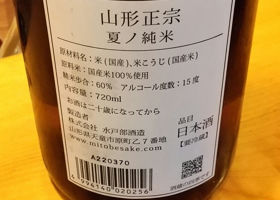 山形正宗
夏ノ純米
原材料名：米（国産）、米こうじ（国産米）
原料米：国産米100％使用
精米歩合：60％　アルコール度数：15度
内容量：720ml
お酒は二十歳になってから
製造者：
株式会社　水戸部酒造
山形県天童市原町乙７番地
www.mitobesake.com
品目
日本酒
【要冷蔵】
A220370
4994140020256